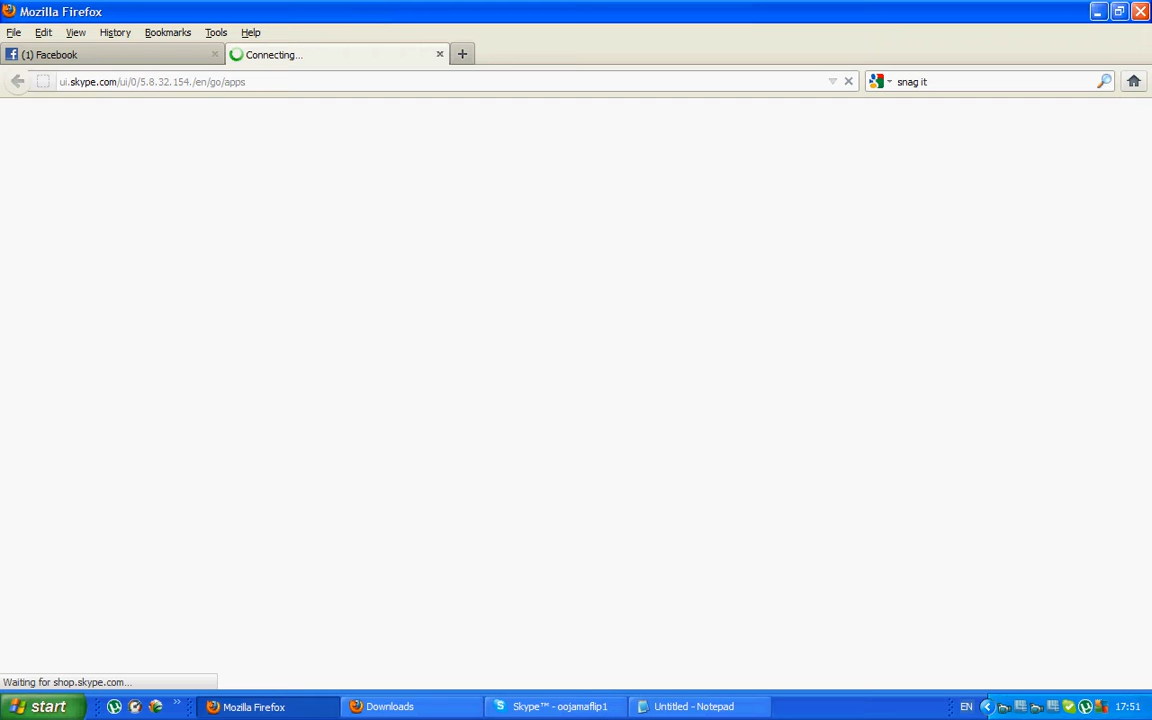 Mozilla Firefox
File Edit View History Bookmarks Tools Help
(1) Facebook
Connecting...
ui.skype.com/ui/0/5.8.32.154./en/go/apps
snag it
Waiting for shop.skype.com...
start
Mozilla Firefox
Downloads
Skype™ - oojamaflip1
Untitled - Notepad
EN
17:51